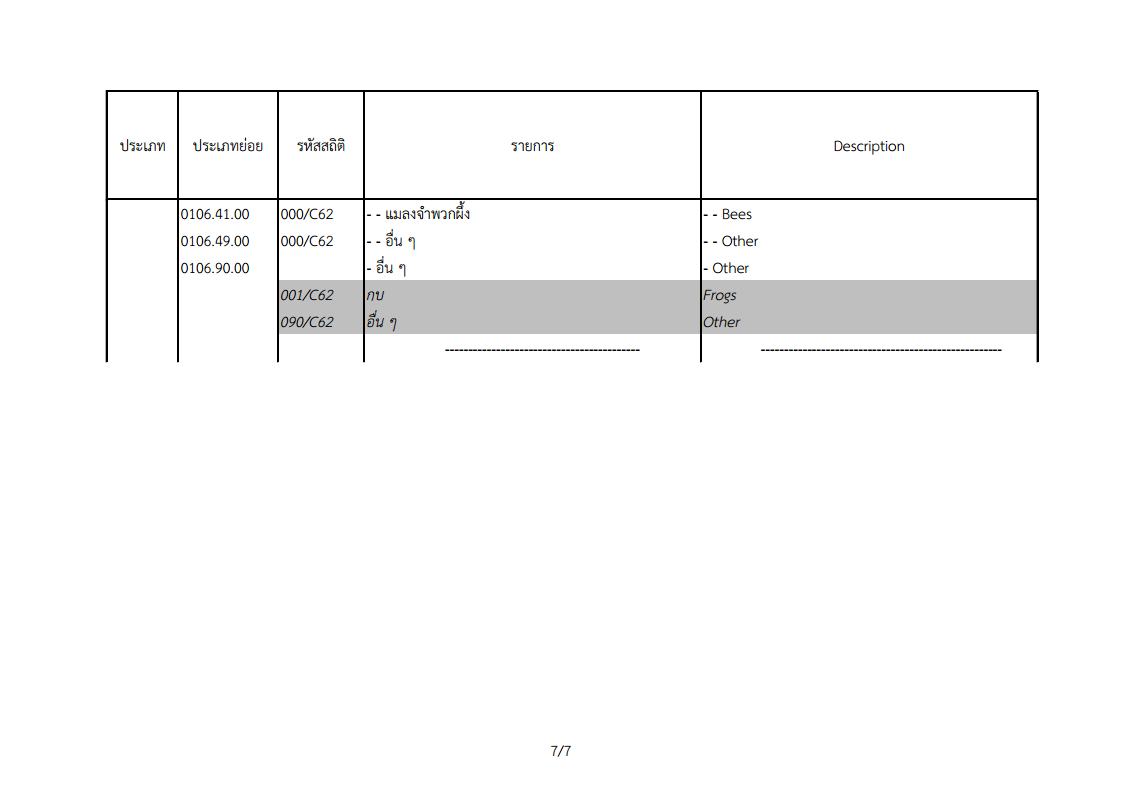 ประเภท ประเภทย่อย รหัสสถิติ รายการ Description
0106.41.00 000/C62 - - แมลงจำพวกผึ้ง - - Bees
0106.49.00 000/C62 - - อื่น ๆ - - Other
0106.90.00 - อื่น ๆ - Other
001/C62 กบ Frogs
090/C62 อื่น ๆ Other
------------------------------------------ ----------------------------------------------------
7/7